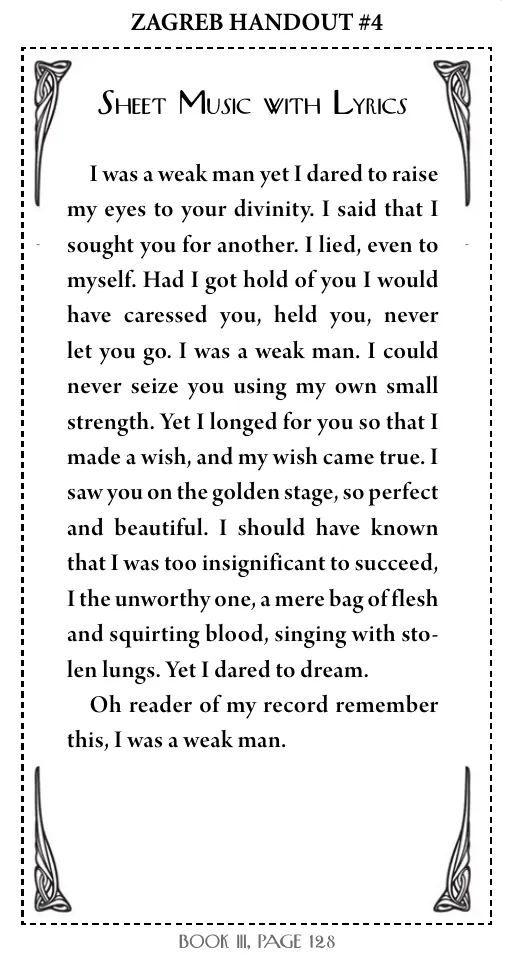 ZAGREB HANDOUT #4
Sheet Music with Lyrics
I was a weak man yet I dared to raise
my eyes to your divinity. I said that I
sought you for another. I lied, even to
myself. Had I got hold of you I would
have caressed you, held you, never
let you go. I was a weak man. I could
never seize you using my own small
strength. Yet I longed for you so that I
made a wish, and my wish came true. I
saw you on the golden stage, so perfect
and beautiful. I should have known
that I was too insignificant to succeed,
I the unworthy one, a mere bag of flesh
and squirting blood, singing with sto-
len lungs. Yet I dared to dream.
Oh reader of my record remember
this, I was a weak man.
BOOK III, PAGE 128